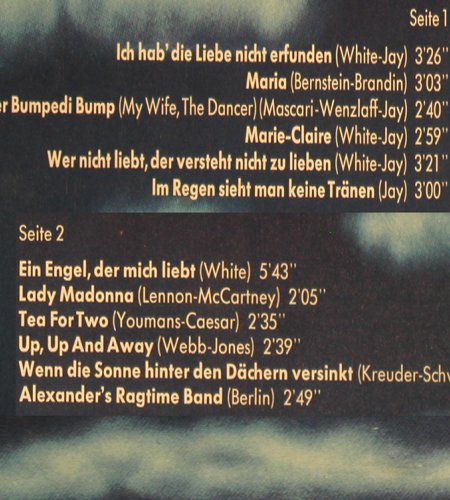 Seite 1
Ich hab' die Liebe nicht erfunden (White-Jay) 3'26"
Maria (Bernstein-Brandin) 3'03"
Bumpedi Bump (My Wife, The Dancer) (Mascari-Wenzlaff-Jay) 2'40"
Marie-Claire (White-Jay) 2'59"
Wer nicht liebt, der versteht nicht zu lieben (White-Jay) 3'21"
Im Regen sieht man keine Tränen (Jay) 3'00"
Seite 2
Ein Engel, der mich liebt (White) 5'43"
Lady Madonna (Lennon-McCartney) 2'05"
Tea For Two (Youmans-Caesar) 2'35"
Up, Up And Away (Webb-Jones) 2'39"
Wenn die Sonne hinter den Dächern versinkt (Kreuder-
Alexander's Ragtime Band (Berlin) 2'49"